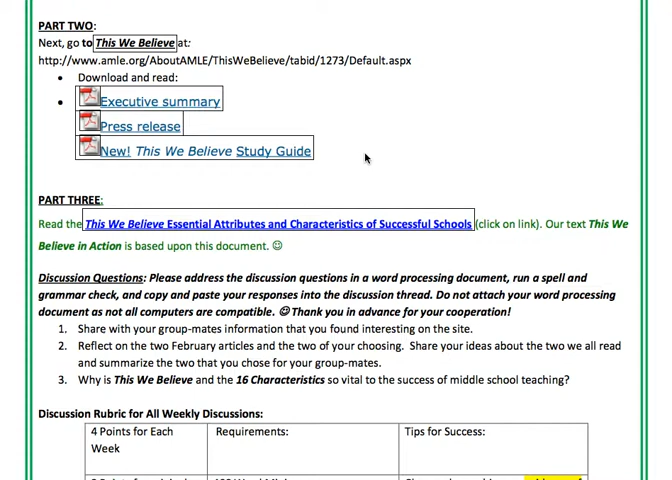 PART TWO:
Next, go to This We Believe at:
http://www.amle.org/AboutAMLE/ThisWeBelieve/tabid/1273/Default.aspx
• Download and read:
• Executive summary
Press release
New! This We Believe Study Guide
PART THREE:
Read the This We Believe Essential Attributes and Characteristics of Successful Schools (click on link). Our text This We
Believe in Action is based upon this document. ☺
Discussion Questions: Please address the discussion questions in a word processing document, run a spell and
grammar check, and copy and paste your responses into the discussion thread. Do not attach your word processing
document as not all computers are compatible. ☺ Thank you in advance for your cooperation!
1. Share with your group-mates information that you found interesting on the site.
2. Reflect on the two February articles and the two of your choosing. Share your ideas about the two we all read
and summarize the two that you chose for your group-mates.
3. Why is This We Believe and the 16 Characteristics so vital to the success of middle school teaching?
Discussion Rubric for All Weekly Discussions:
4 Points for Each Requirements: Tips for Success:
Week